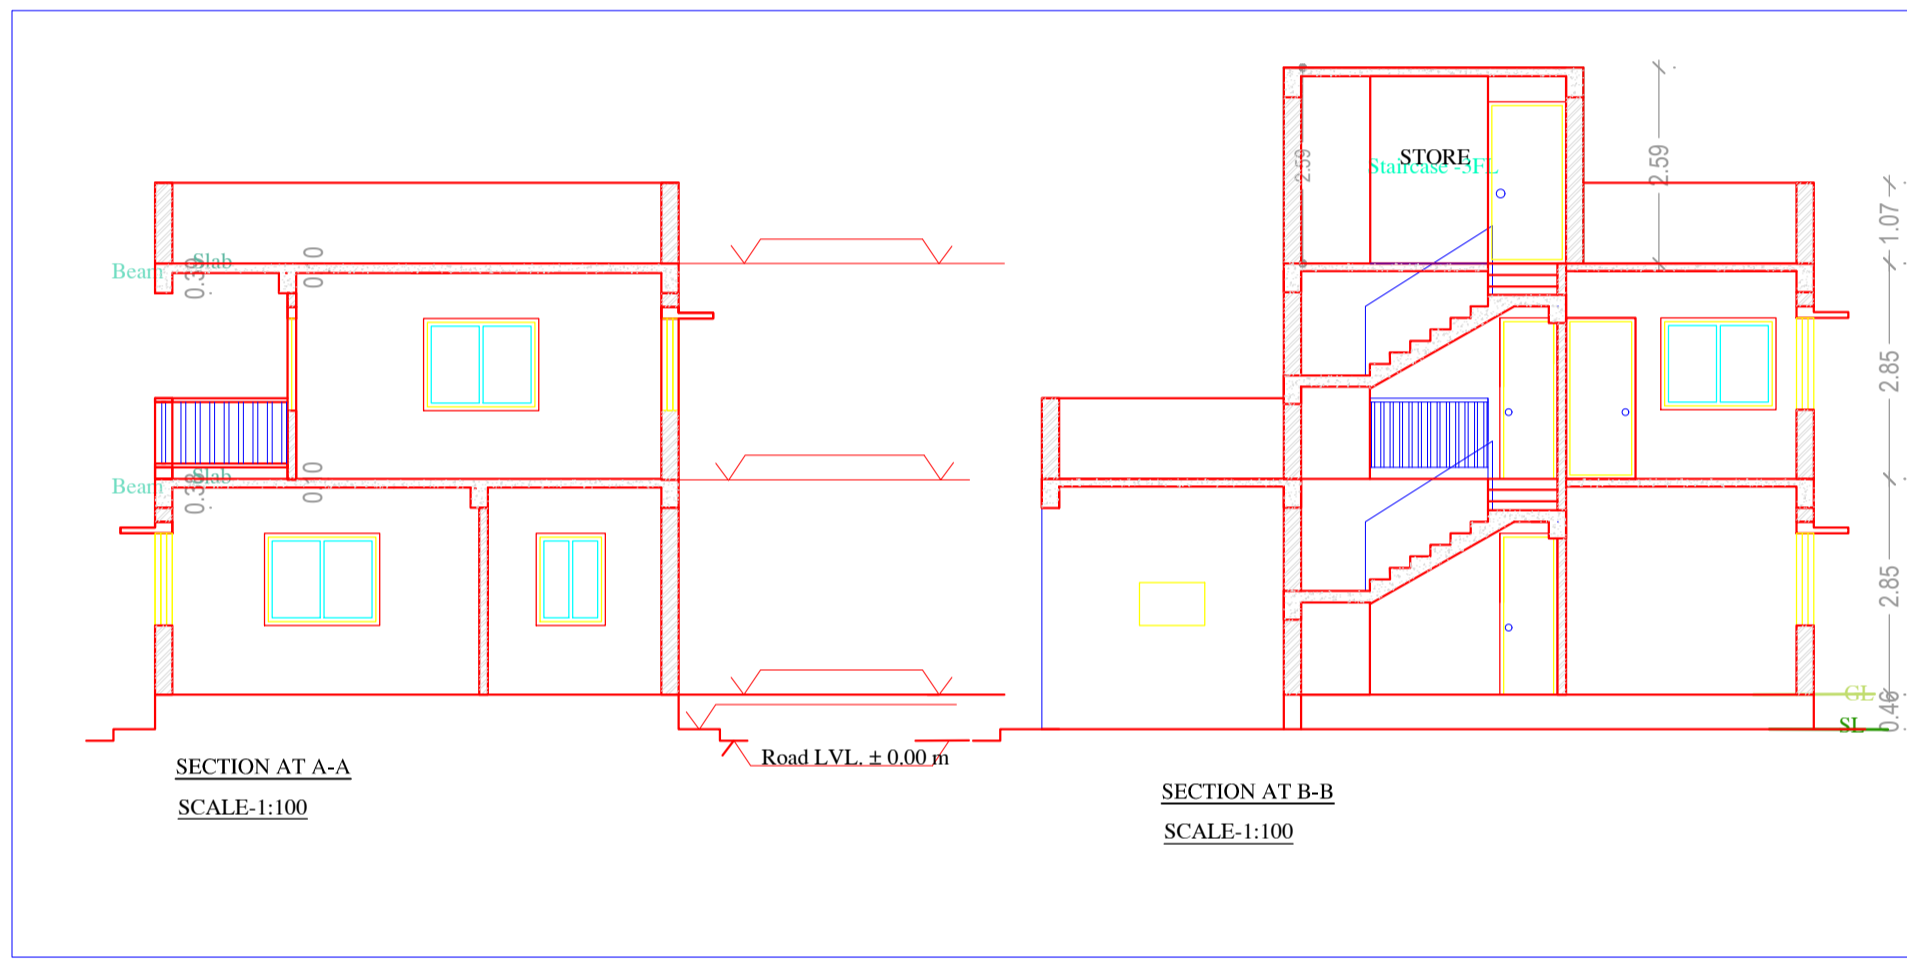 Slab
Beam
0.39
0.10
Slab
Beam
0.39
0.10
Road LVL. ± 0.00 m
SECTION AT A-A
SCALE-1:100
2.59
STORE
Staircase -3FL
2.59
1.07
2.85
2.85
GL
0.46
SL
SECTION AT B-B
SCALE-1:100